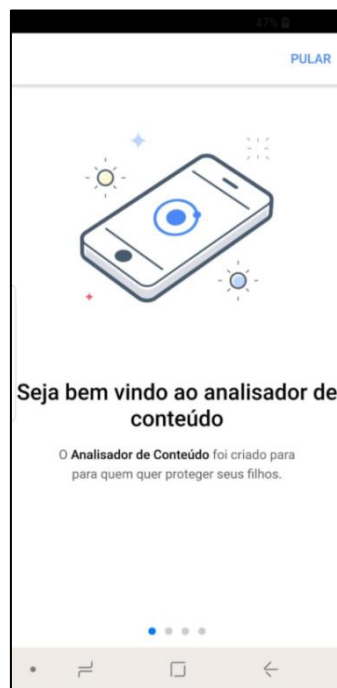 47%
PULAR
Seja bem vindo ao analisador de
conteúdo
O Analisador de Conteúdo foi criado para
para quem quer proteger seus filhos.